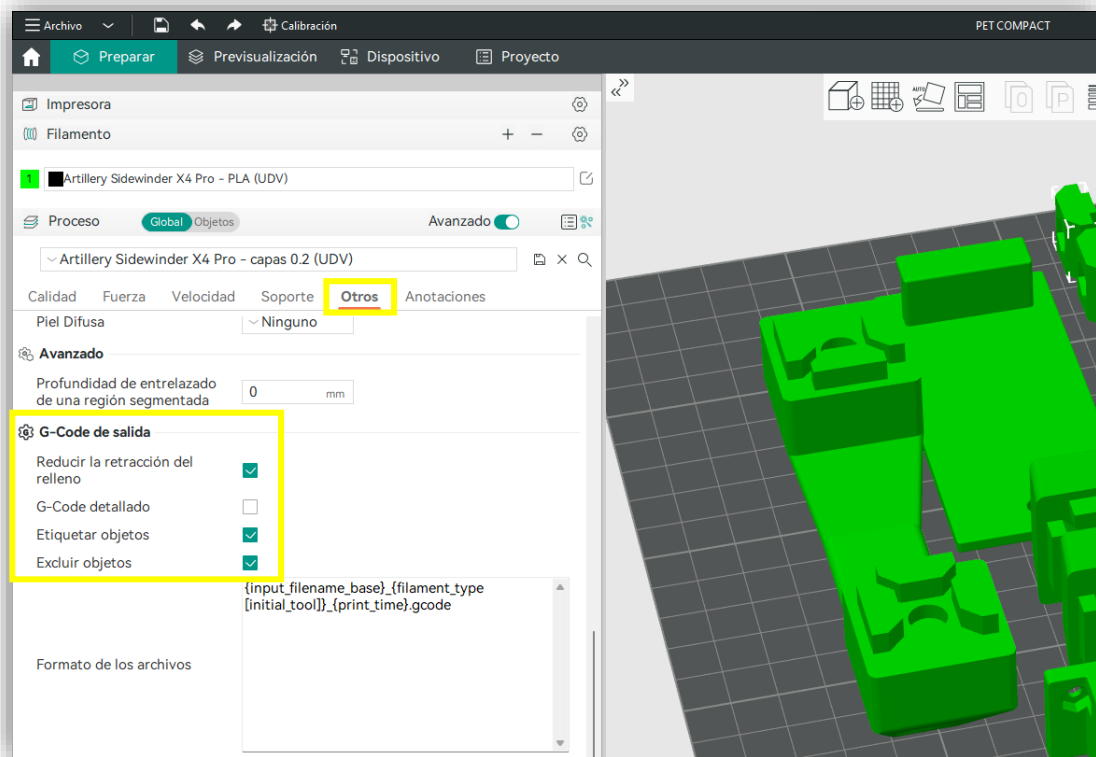 Archivo
Calibración
PET COMPACT
Preparar
Previsualización
Dispositivo
Proyecto
Impresora
Filamento
1
Artillery Sidewinder X4 Pro - PLA (UDV)
Proceso
Global
Objetos
Avanzado
Artillery Sidewinder X4 Pro - capas 0.2 (UDV)
Calidad
Fuerza
Velocidad
Soporte
Otros
Anotaciones
Piel Difusa
Ninguno
Avanzado
Profundidad de entrelazado
de una región segmentada
0
mm
G-Code de salida
Reducir la retracción del
relleno
G-Code detallado
Etiquetar objetos
Excluir objetos
{input_filename_base}_{filament_type
[initial_tool]}_{print_time}.gcode
Formato de los archivos
AUTO
O
P